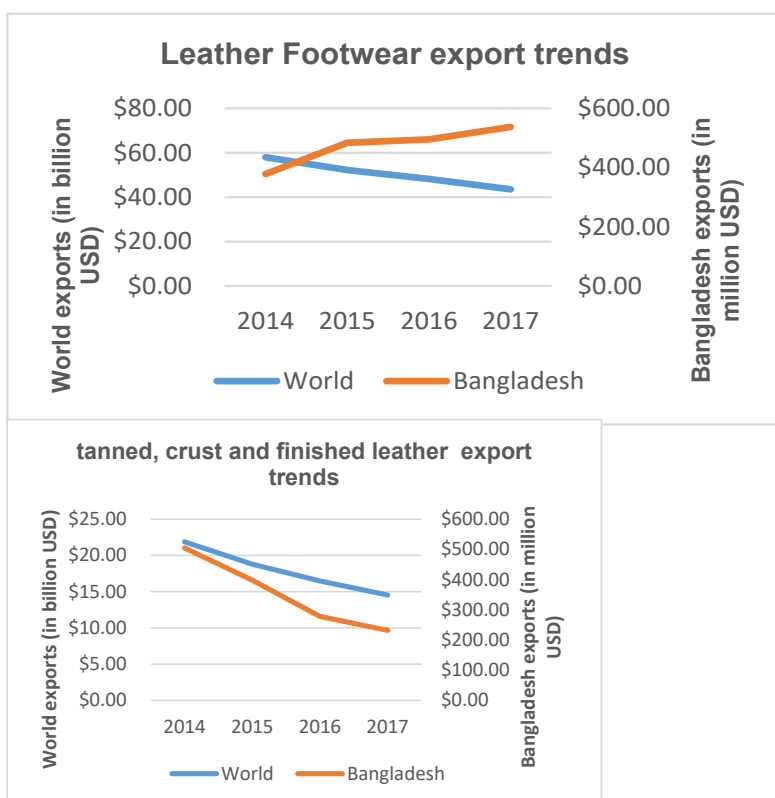 Leather Footwear export trends
World exports (in billion
USD)
$80.00
$60.00
$40.00
$20.00
$0.00
$600.00
$400.00
$200.00
$0.00
Bangladesh exports (in
million USD)
2014 2015 2016 2017
World Bangladesh
tanned, crust and finished leather export
trends
World exports (in billion USD)
$25.00
$20.00
$15.00
$10.00
$5.00
$0.00
$600.00
$500.00
$400.00
$300.00
$200.00
$100.00
$0.00
Bangladesh exports (in million
USD)
2014 2015 2016 2017
World Bangladesh